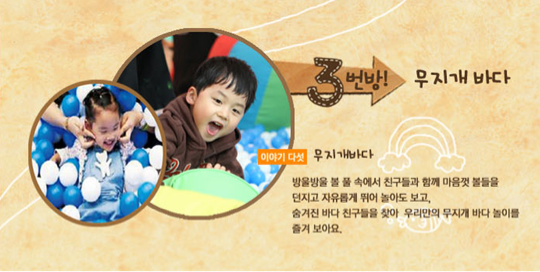 3번방! 무지개 바다
이야기 다섯 무지개바다
방울방울 볼 풀 속에서 친구들과 함께 마음껏 볼들을
던지고 자유롭게 뛰어 놀아도 보고,
숨겨진 바다 친구들을 찾아 우리만의 무지개 바다 놀이를
즐겨 보아요.